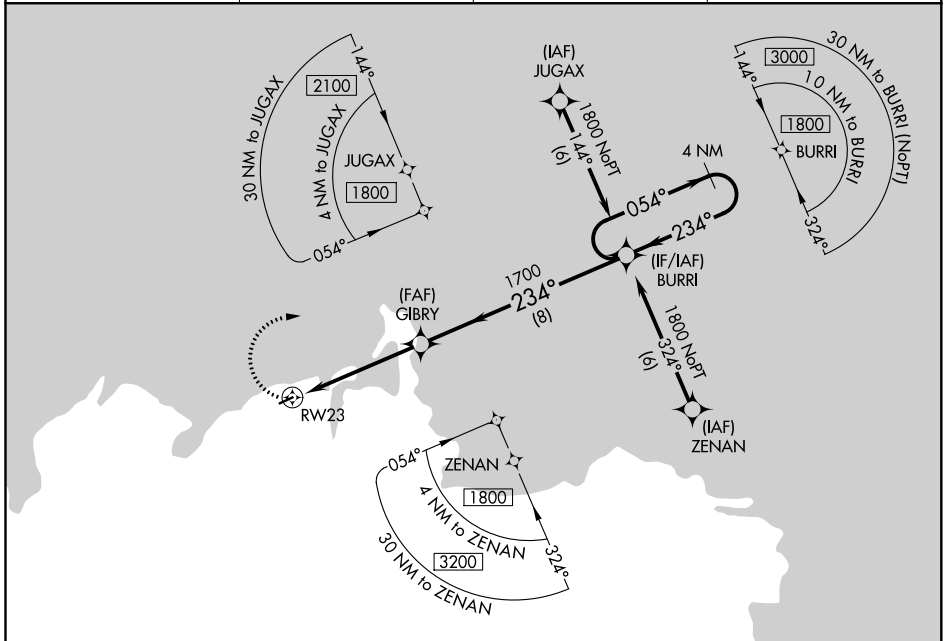 30 NM to JUGAX
144°
2100
4 NM to JUGAX
JUGAX
1800
054°
(IAF)
JUGAX
1800 NoPT
144°
(6)
4 NM
054°
234°
(IF/IAF)
BURRI
30 NM to BURRI (NoPT)
144°
3000
10 NM to BURRI
1800
BURRI
324°
1700
234°
(8)
(FAF)
GIBRY
RW23
1800 NoPT
324°
(6)
(IAF)
ZENAN
054°
ZENAN
1800
4 NM to ZENAN
324°
3200
30 NM to ZENAN